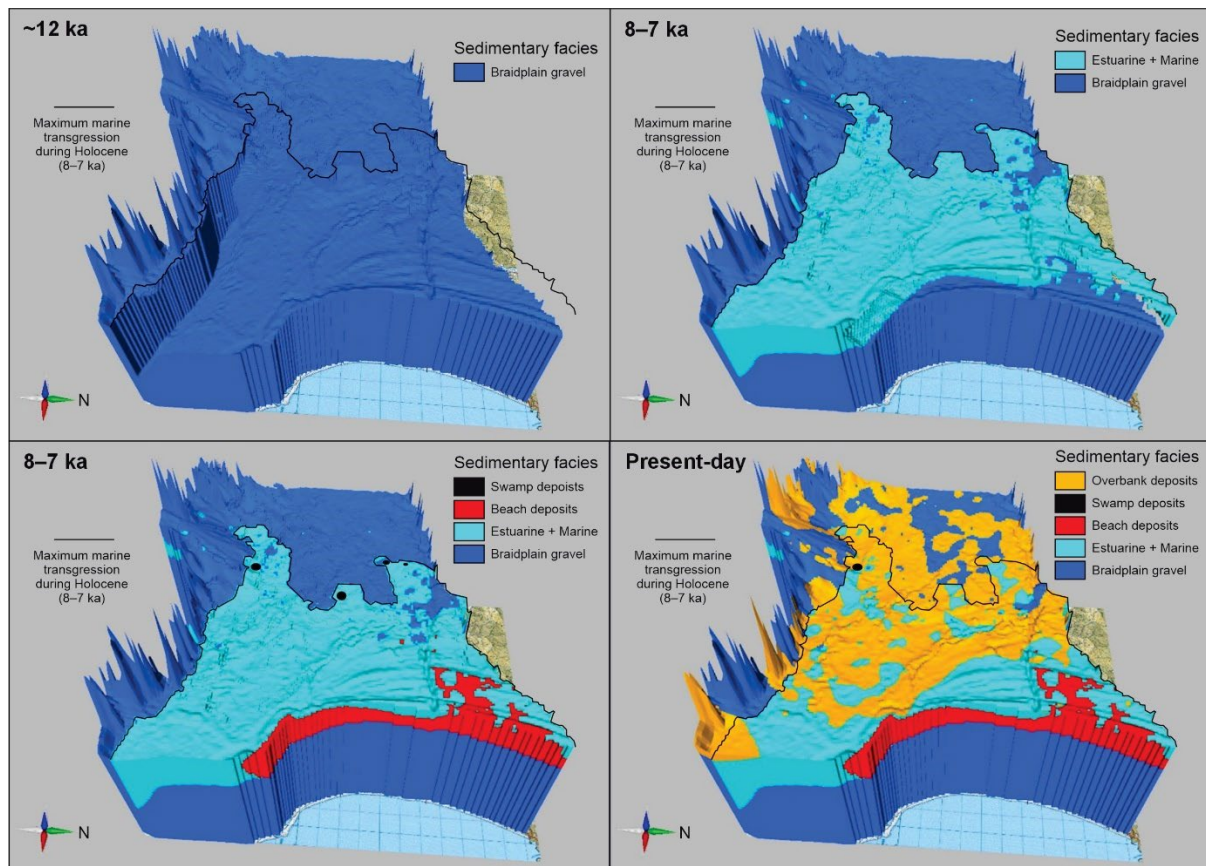 ~12 ka
Sedimentary facies
Braidplain gravel
Maximum marine
transgression
during Holocene
(8–7 ka)
N
8–7 ka
Sedimentary facies
Estuarine + Marine
Braidplain gravel
Maximum marine
transgression
during Holocene
(8–7 ka)
N
8–7 ka
Sedimentary facies
Swamp depoists
Beach deposits
Estuarine + Marine
Braidplain gravel
Maximum marine
transgression
during Holocene
(8–7 ka)
N
Present-day
Sedimentary facies
Overbank deposits
Swamp deposits
Beach deposits
Estuarine + Marine
Braidplain gravel
Maximum marine
transgression
during Holocene
(8–7 ka)
N